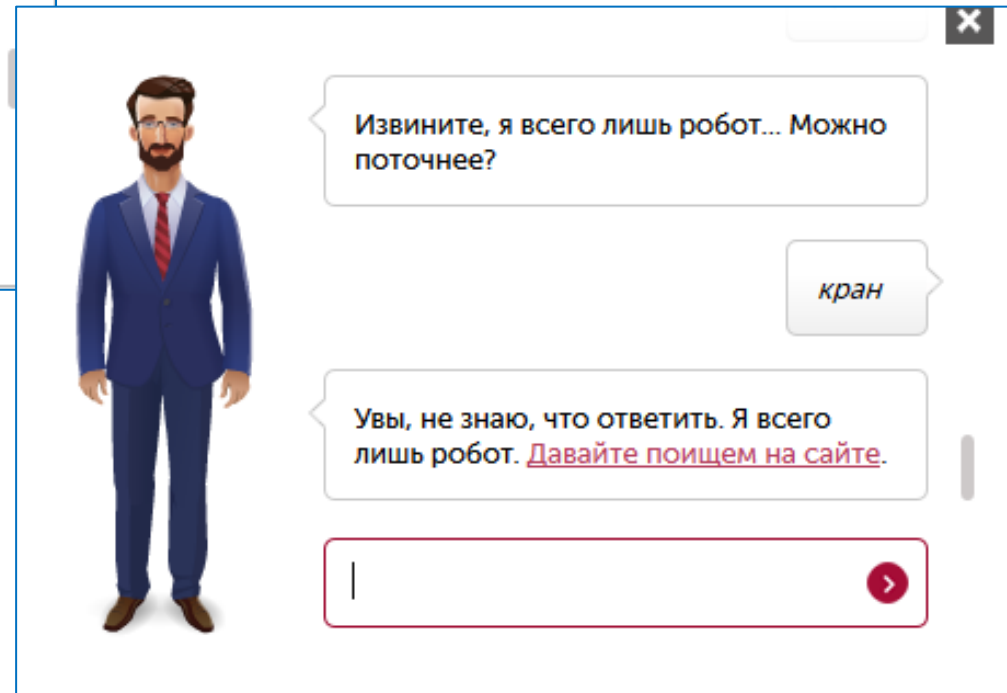 Извините, я всего лишь робот... Можно
поточнее?
кран
Увы, не знаю, что ответить. Я всего
лишь робот. Давайте поищем на сайте.